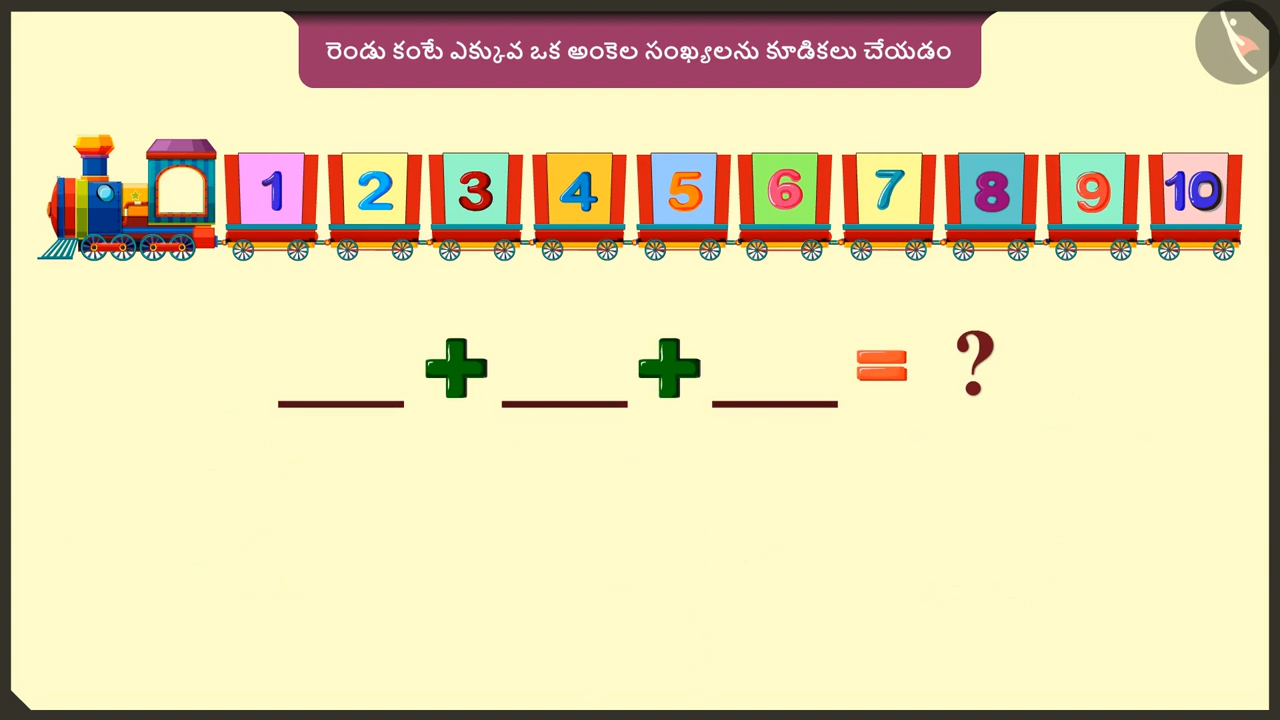 రెండు కంటే ఎక్కువ ఒక అంకెల సంఖ్యలను కూడికలు చేయడం
1 2 3 4 5 6 7 8 9 10
___ + ___ + ___ = ?